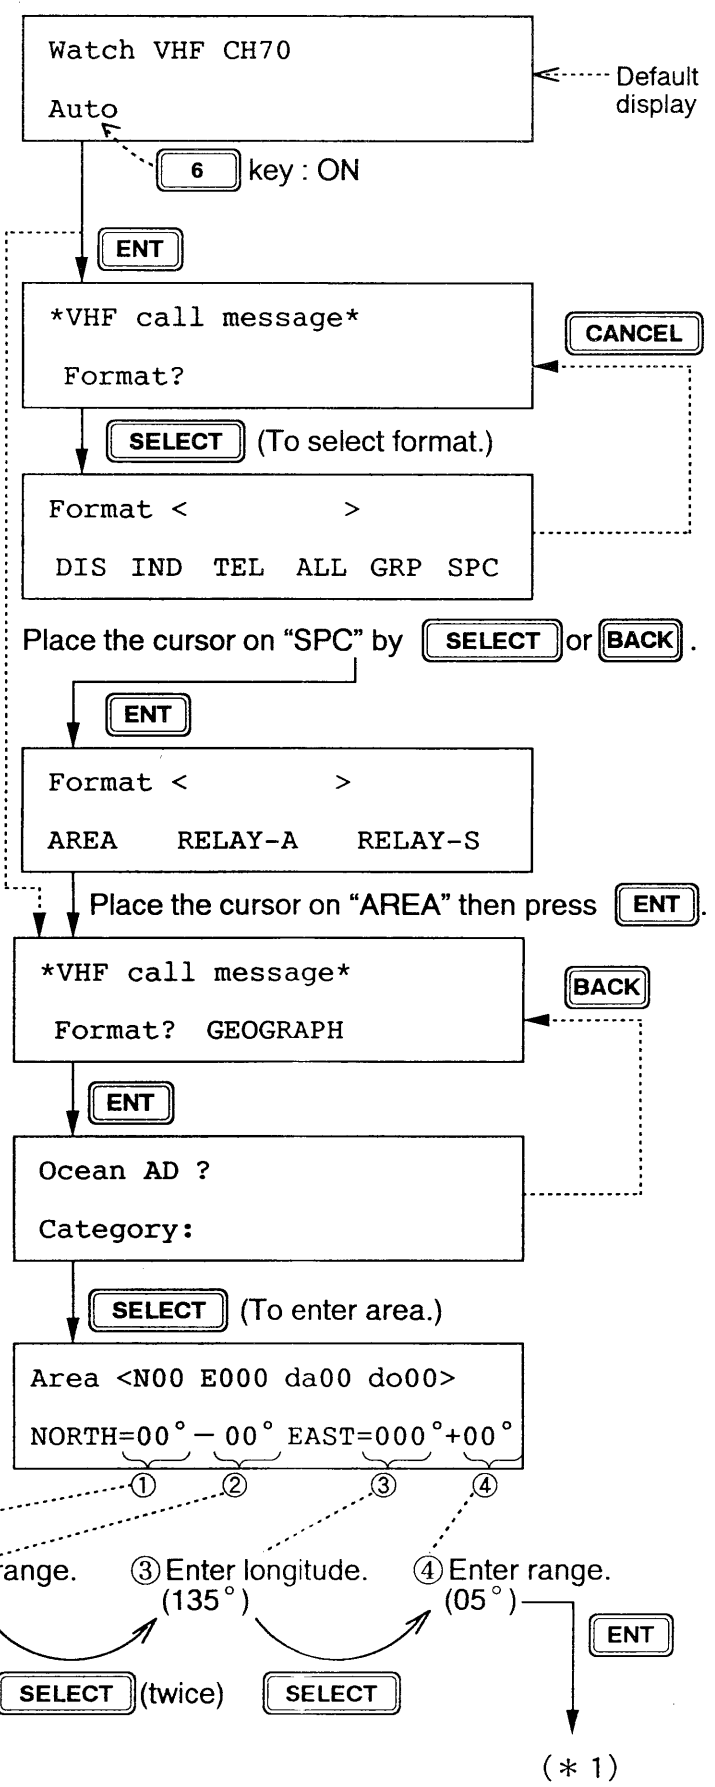 Watch VHF CH70
Default
display
Auto
6 key : ON
ENT
*VHF call message*
CANCEL
Format?
SELECT (To select format.)
Format < >
DIS IND TEL ALL GRP SPC
Place the cursor on “SPC” by SELECT or BACK .
ENT
Format < >
AREA RELAY-A RELAY-S
Place the cursor on “AREA” then press ENT .
*VHF call message*
BACK
Format? GEOGRAPH
ENT
Ocean AD ?
Category:
SELECT (To enter area.)
Area <N00 E000 da00 do00>
NORTH=00°－00° EAST=000°+00°
① ② ③ ④
range. ③ Enter longitude. ④ Enter range.
(135°) (05°)
ENT
SELECT (twice) SELECT
(＊1)